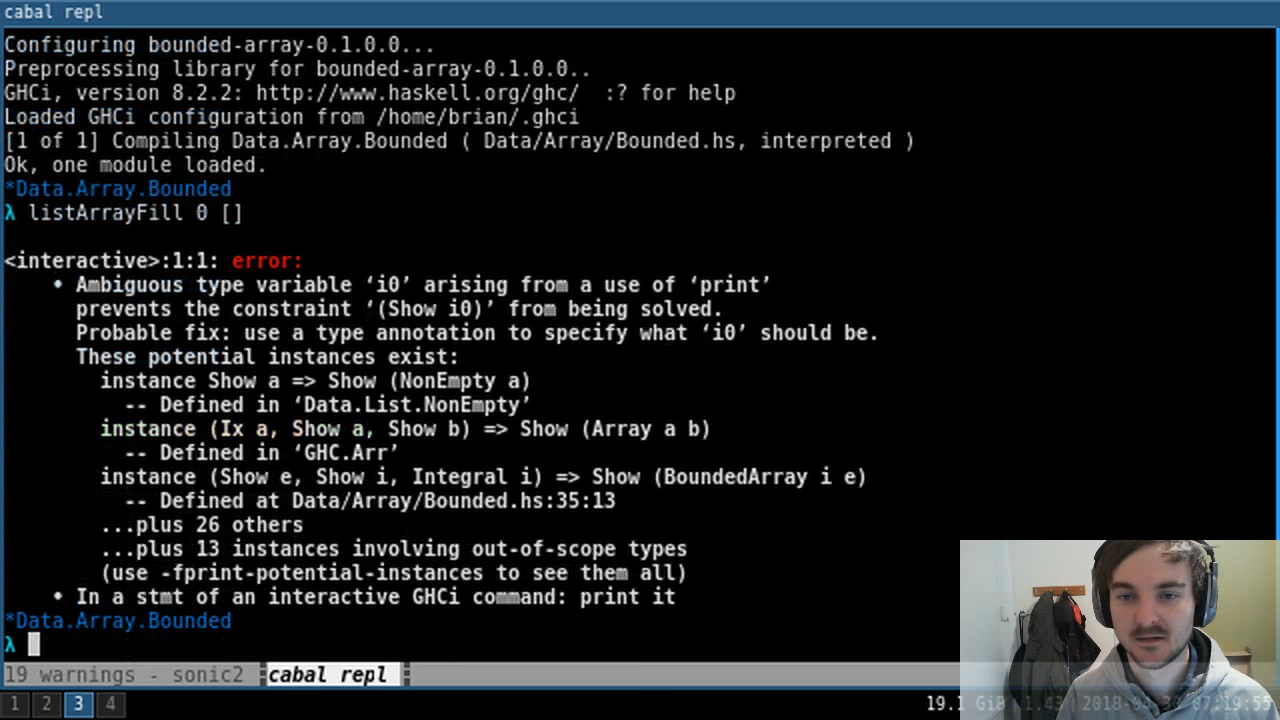 cabal repl
Configuring bounded-array-0.1.0.0...
Preprocessing library for bounded-array-0.1.0.0..
GHCi, version 8.2.2: http://www.haskell.org/ghc/  :? for help
Loaded GHCi configuration from /home/brian/.ghci
[1 of 1] Compiling Data.Array.Bounded ( Data/Array/Bounded.hs, interpreted )
Ok, one module loaded.
*Data.Array.Bounded
λ listArrayFill 0 []
<interactive>:1:1: error:
• Ambiguous type variable ‘i0’ arising from a use of ‘print’
prevents the constraint ‘(Show i0)’ from being solved.
Probable fix: use a type annotation to specify what ‘i0’ should be.
These potential instances exist:
instance Show a => Show (NonEmpty a)
-- Defined in ‘Data.List.NonEmpty’
instance (Ix a, Show a, Show b) => Show (Array a b)
-- Defined in ‘GHC.Arr’
instance (Show e, Show i, Integral i) => Show (BoundedArray i e)
-- Defined at Data/Array/Bounded.hs:35:13
...plus 26 others
...plus 13 instances involving out-of-scope types
(use -fprint-potential-instances to see them all)
• In a stmt of an interactive GHCi command: print it
*Data.Array.Bounded
λ
19 warnings - sonic2 cabal repl
1 2 3 4 19.1 GiB 1.43 07:19:55